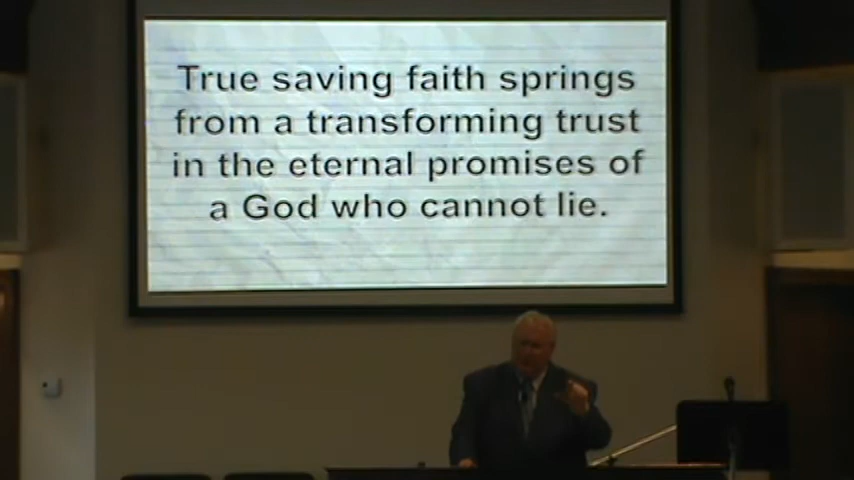 True saving faith springs
from a transforming trust
in the eternal promises of
a God who cannot lie.